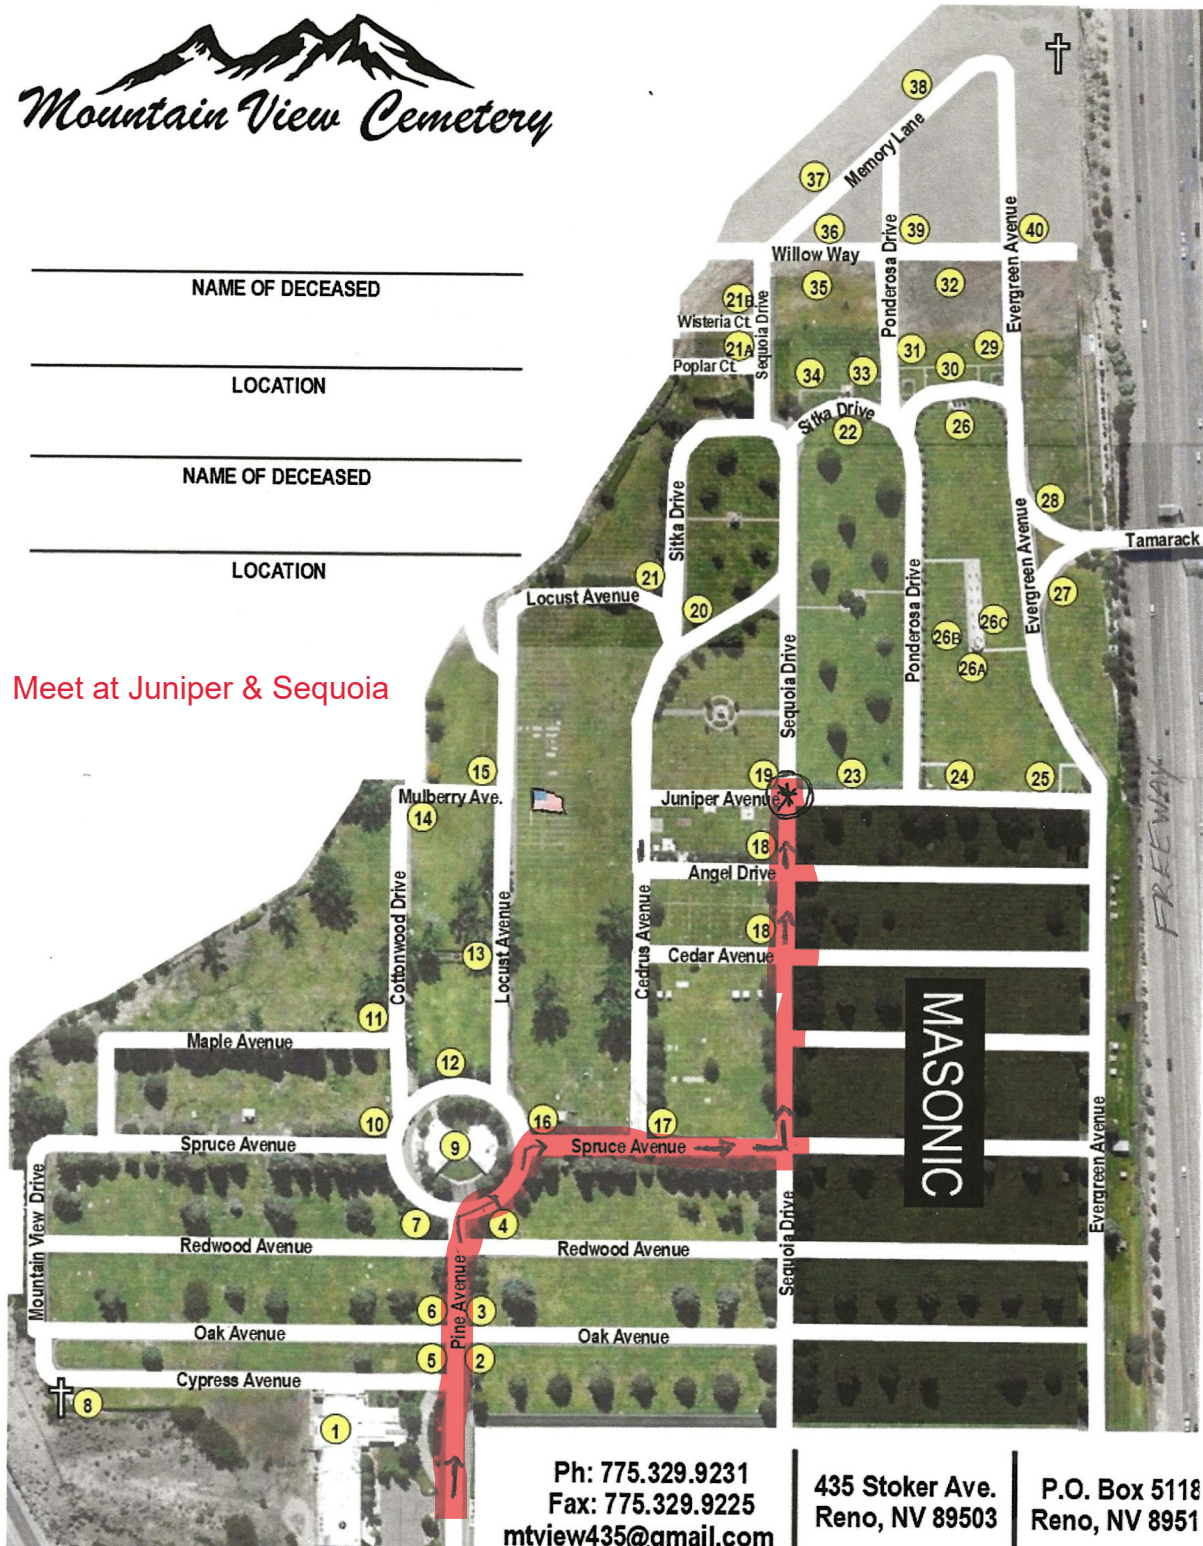 Mountain View Cemetery
NAME OF DECEASED
LOCATION
NAME OF DECEASED
LOCATION
Meet at Juniper & Sequoia
38
Memory Lane
37
36
39
40
Willow Way
Ponderosa Drive
Evergreen Avenue
21B
35
32
Wisteria Ct.
Sequoia Drive
21A
31
29
Poplar Ct.
34
33
30
Sitka Drive
22
26
28
Sitka Drive
Tamarack
Evergreen Avenue
21
27
Locust Avenue
20
Ponderosa Drive
26C
26B
26A
Sequoia Drive
15
19
23
24
25
Mulberry Ave.
Juniper Avenue
14
18
Angel Drive
FREEWAY
Cottonwood Drive
Locust Avenue
Cedrus Avenue
18
13
Cedar Avenue
11
MASONIC
Maple Avenue
12
10
16
17
9
Spruce Avenue
Spruce Avenue
Evergreen Avenue
Mountain View Drive
7
4
Sequoia Drive
Redwood Avenue
Redwood Avenue
Pine Avenue
6
3
Oak Avenue
Oak Avenue
5
2
Cypress Avenue
8
1
Ph: 775.329.9231
Fax: 775.329.9225
mtview435@gmail.com
435 Stoker Ave.
Reno, NV 89503
P.O. Box 5118
Reno, NV 8951